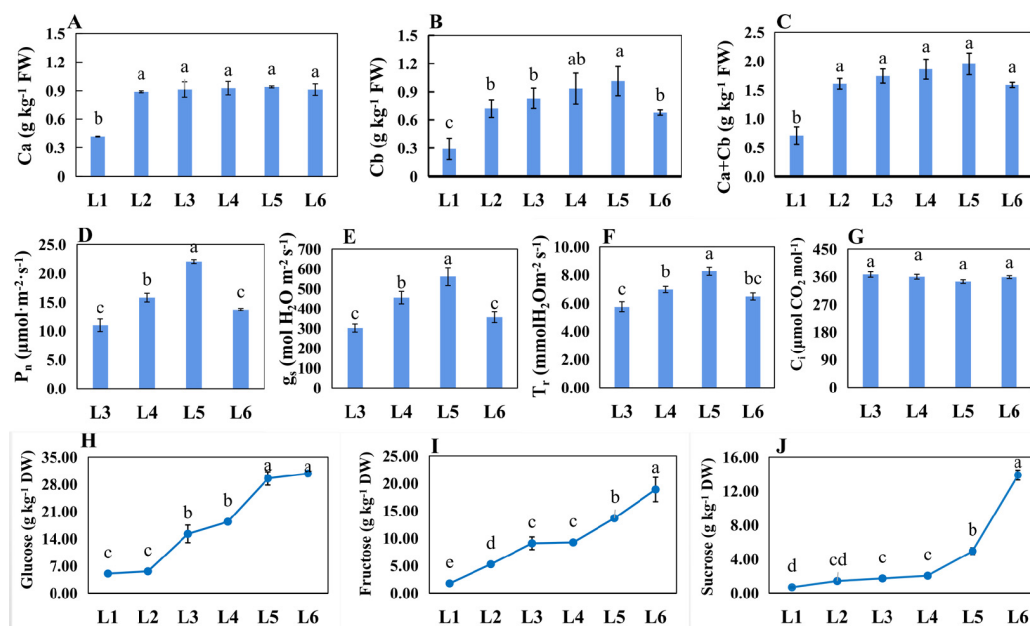 A
Ca (g kg⁻¹ FW)
1.5
1.2
0.9
0.6
0.3
0
b a a a a a
L1 L2 L3 L4 L5 L6
B
Cb (g kg⁻¹ FW)
1.5
1.2
0.9
0.6
0.3
0
c b b ab a b
L1 L2 L3 L4 L5 L6
C
Ca+Cb (g kg⁻¹ FW)
2.5
2.0
1.5
1.0
0.5
0
b a a a a a
L1 L2 L3 L4 L5 L6
D
Pn (μmol·m⁻²·s⁻¹)
25.0
20.0
15.0
10.0
5.0
0.0
c b a c
L3 L4 L5 L6
E
gs (mol H₂O m⁻² s⁻¹)
700
600
500
400
300
200
100
0
c b a c
L3 L4 L5 L6
F
Tr (mmolH₂Om⁻² s⁻¹)
10.00
8.00
6.00
4.00
2.00
0.00
c b a bc
L3 L4 L5 L6
G
Ci (μmol CO₂ mol⁻¹)
450
360
270
180
90
0
a a a a
L3 L4 L5 L6
H
Glucose (g kg⁻¹ DW)
35.00
28.00
21.00
14.00
7.00
0.00
c c b b a a
L1 L2 L3 L4 L5 L6
I
Fructose (g kg⁻¹ DW)
25.00
20.00
15.00
10.00
5.00
0.00
e d c c b a
L1 L2 L3 L4 L5 L6
J
Sucrose (g kg⁻¹ DW)
16.00
12.00
8.00
4.00
0.00
d cd c c b a
L1 L2 L3 L4 L5 L6